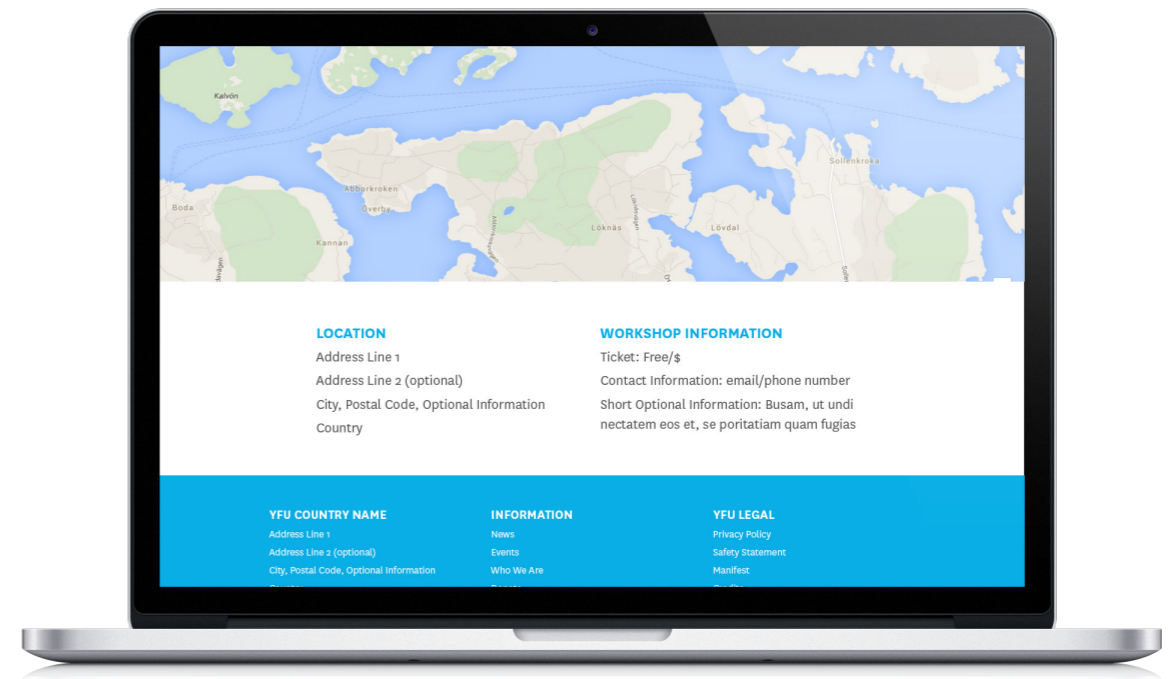 Kalvön
Sollenkroka
Abborkroken
Boda
Överby
Löknäs
Lövdal
Kannan
LOCATION
Address Line 1
Address Line 2 (optional)
City, Postal Code, Optional Information
Country
WORKSHOP INFORMATION
Ticket: Free/$
Contact Information: email/phone number
Short Optional Information: Busam, ut undi
nectatem eos et, se poritatiam quam fugias
YFU COUNTRY NAME
Address Line 1
Address Line 2 (optional)
City, Postal Code, Optional Information
INFORMATION
News
Events
Who We Are
YFU LEGAL
Privacy Policy
Safety Statement
Manifest